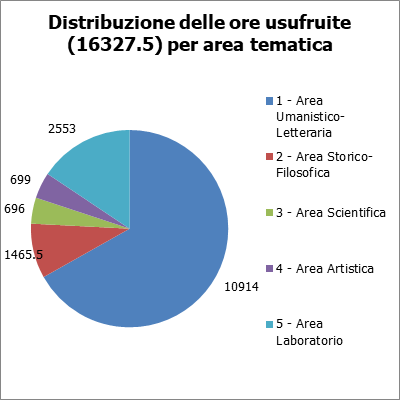 Distribuzione delle ore usufruite
(16327.5) per area tematica
2553
699
696
1465.5
10914
1 - Area
Umanistico-
Letteraria
2 - Area Storico-
Filosofica
3 - Area Scientifica
4 - Area Artistica
5 - Area
Laboratorio